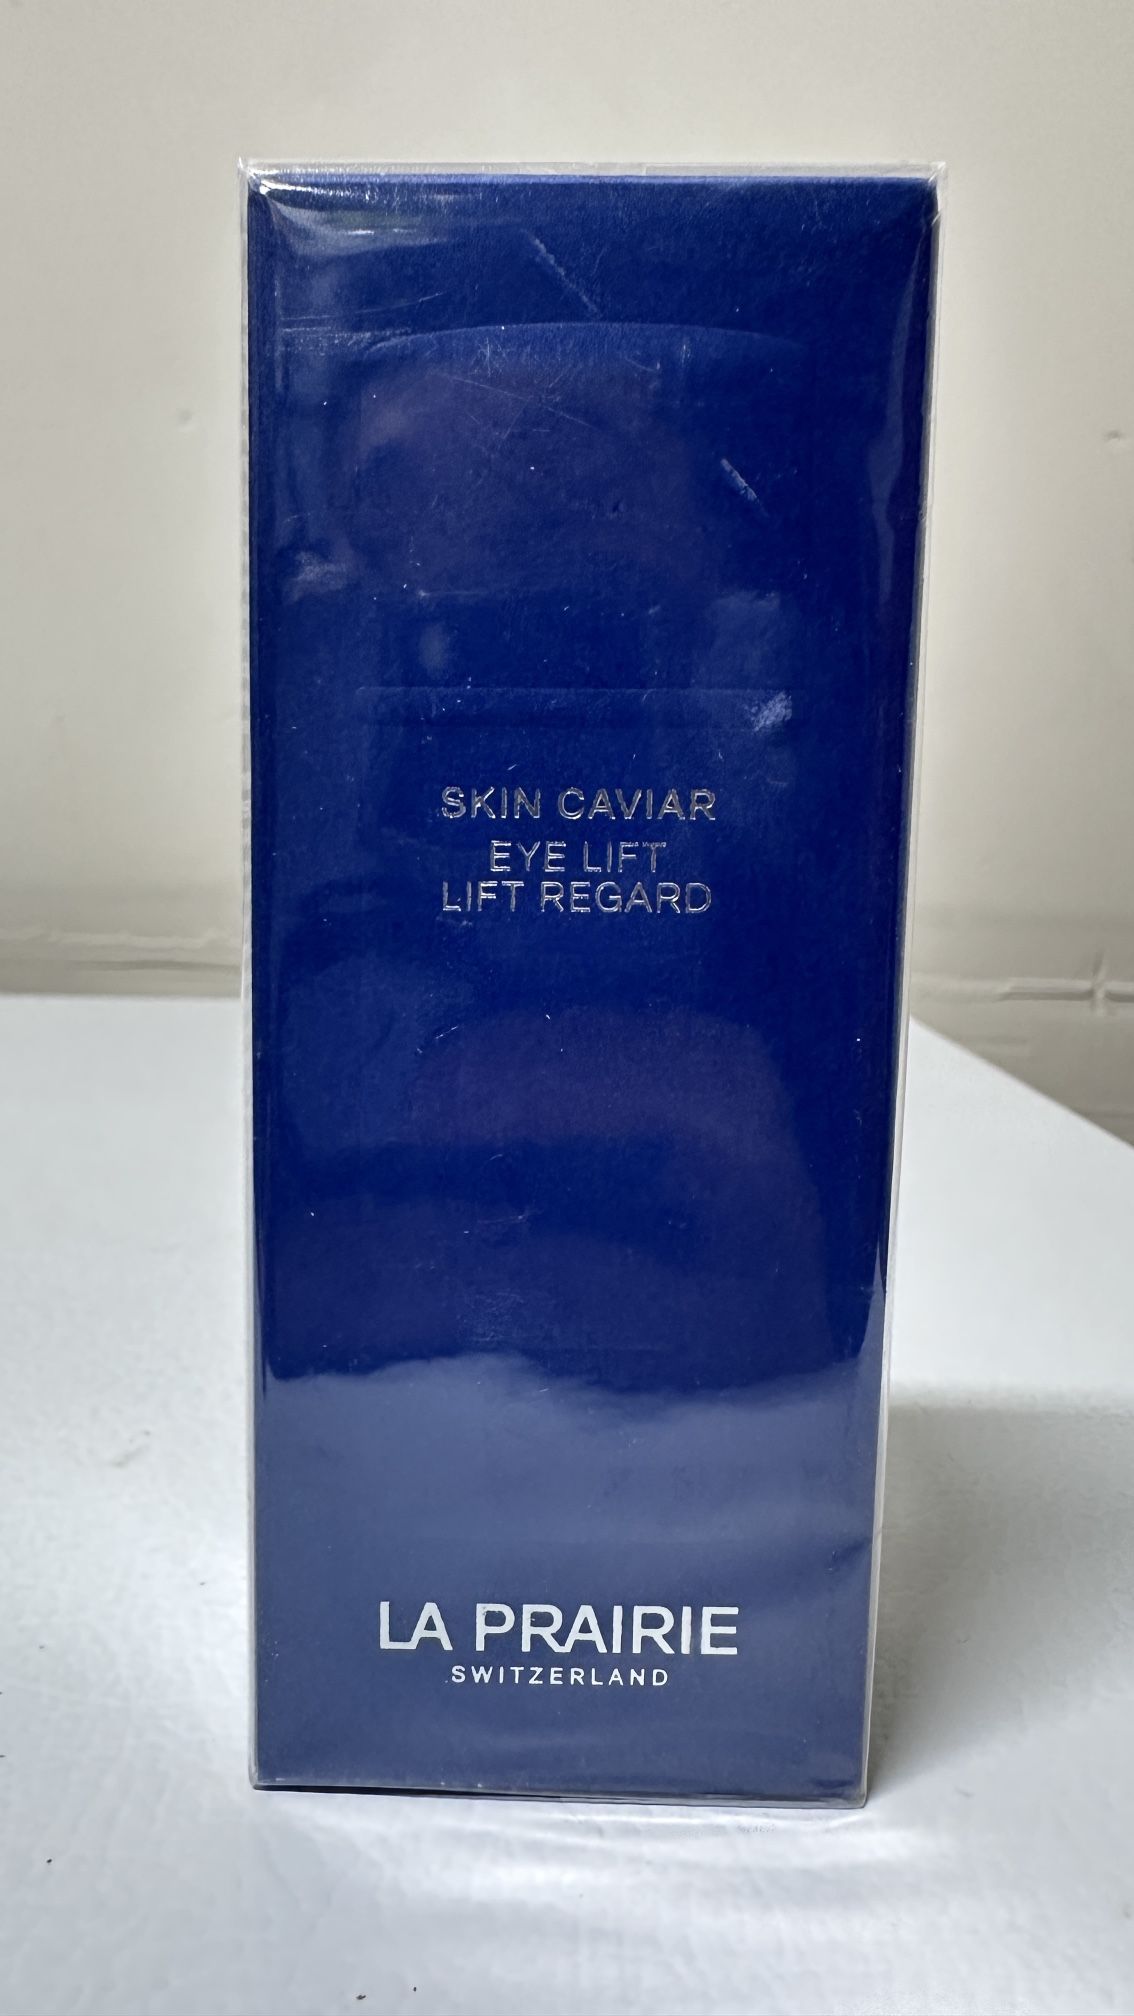 SKIN CAVIAR
EYE LIFT
LIFT REGARD
LA PRAIRIE
SWITZERLAND